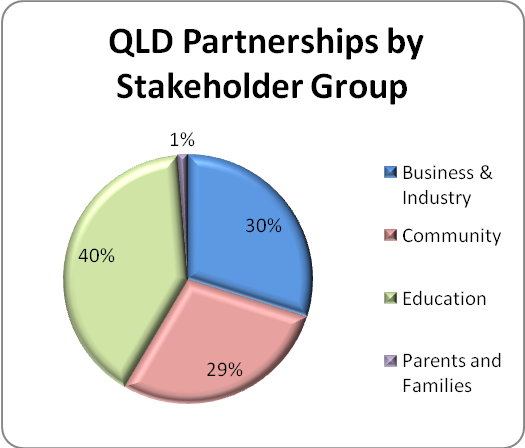 QLD Partnerships by
Stakeholder Group
1%
30%
40%
29%
Business &
Industry
Community
Education
Parents and
Families